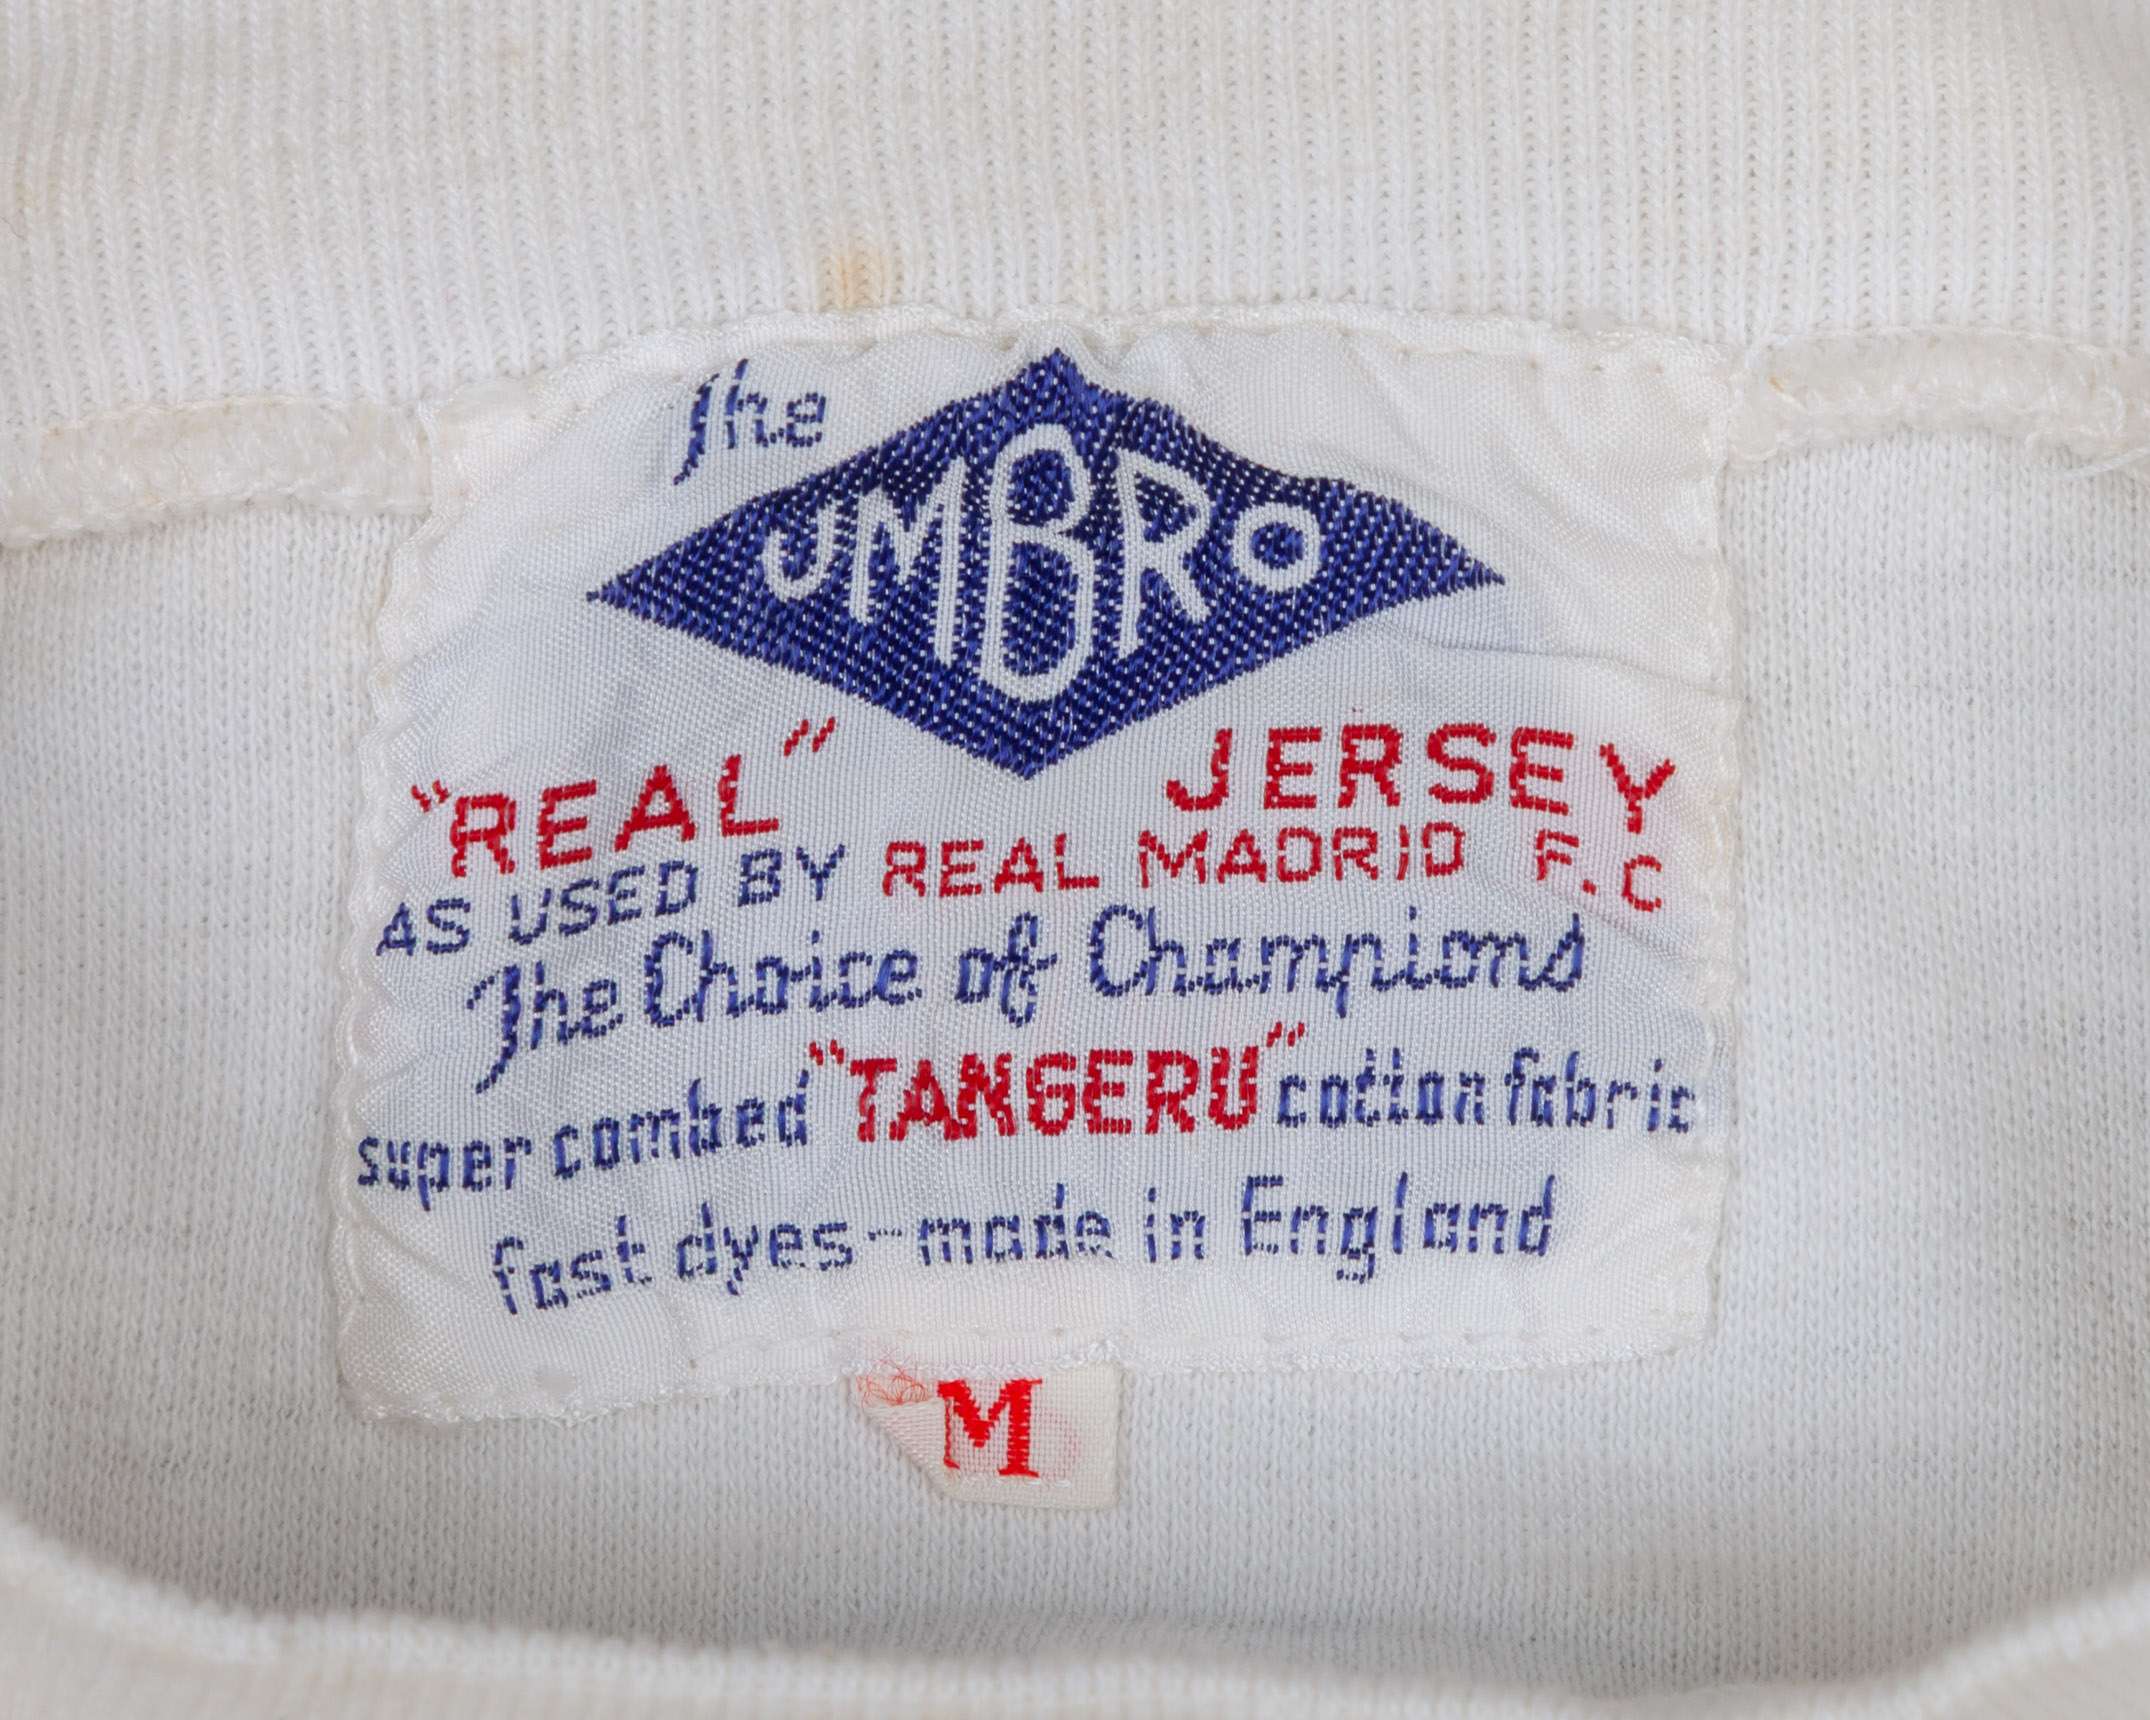 The
UMBRO
"REAL" JERSEY
AS USED BY REAL MADRID F.C
The Choice of Champions
super combed "TANGERU" cotton fabric
fast dyes-made in England
M